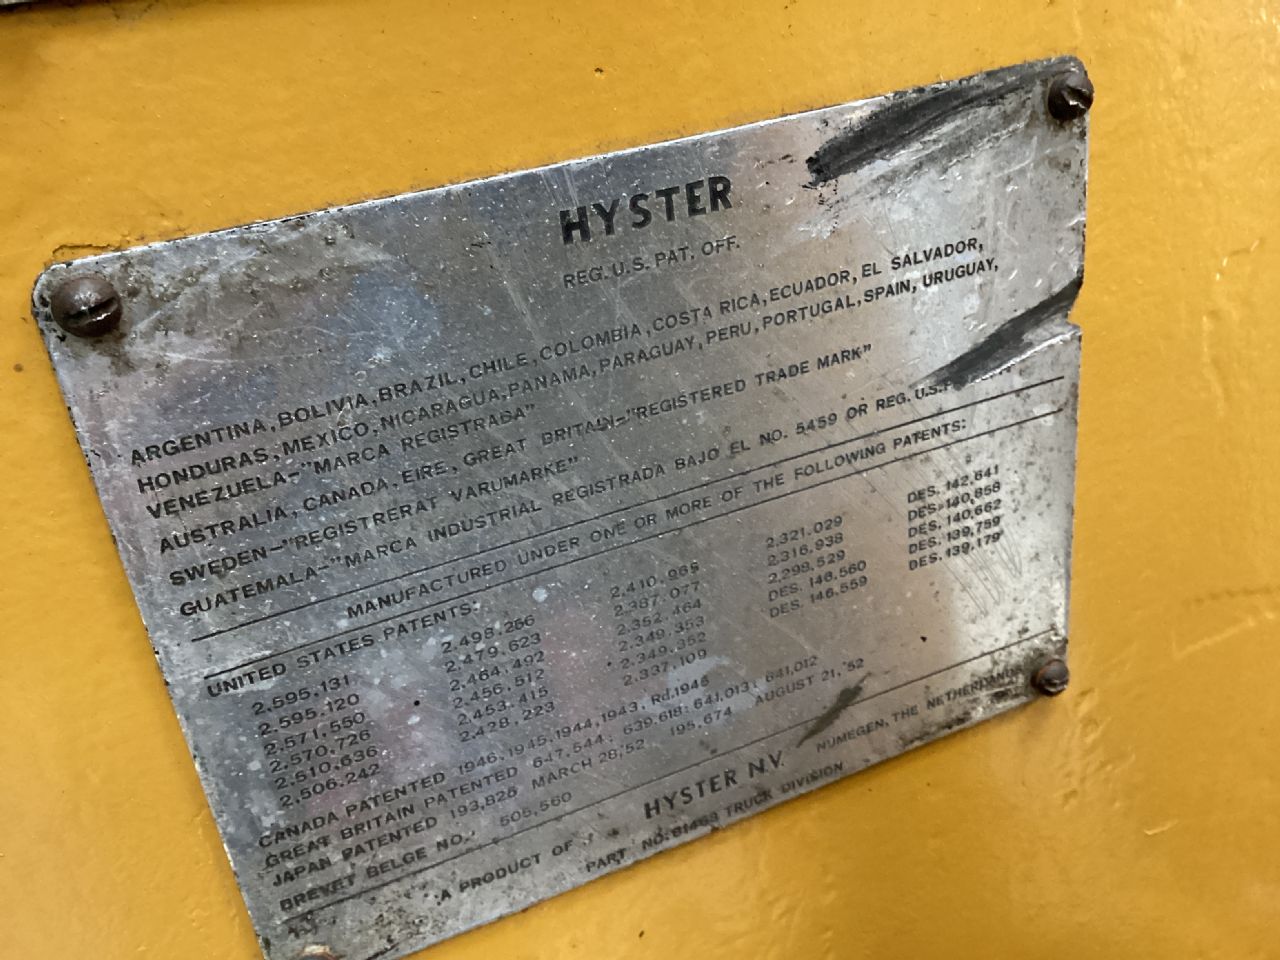 HYSTER
REG. U.S. PAT. OFF.
ARGENTINA, BOLIVIA, BRAZIL, CHILE, COLOMBIA, COSTA RICA, ECUADOR, EL SALVADOR,
HONDURAS, MEXICO, NICARAGUA, PANAMA, PARAGUAY, PERU, PORTUGAL, SPAIN, URUGUAY,
VENEZUELA-"MARCA REGISTRADA"
AUSTRALIA, CANADA, EIRE, GREAT BRITAIN-"REGISTERED TRADE MARK"
SWEDEN-"REGISTRERAT VARUMARKE"
GUATEMALA-"MARCA INDUSTRIAL REGISTRADA BAJO EL NO. 5459 OR REG. U.S.
MANUFACTURED UNDER ONE OR MORE OF THE FOLLOWING PATENTS:
UNITED STATES PATENTS:
2,595,131 2,498,266 2,410,965 2,321,029 DES. 142,641
2,595,120 2,479,623 2,387,077 2,316,938 DES. 140,858
2,571,550 2,464,492 2,352,464 2,298,529 DES. 140,662
2,570,726 2,456,512 2,349,353 DES. 146,560 DES. 139,759
2,510,636 2,453,415 2,349,352 DES. 146,559 DES. 139,179
2,506,242 2,428,223 2,337,109
CANADA PATENTED 1946, 1945, 1944, 1943, Rd. 1946
GREAT BRITAIN PATENTED 647,544; 639,618; 641,013; 641,012
JAPAN PATENTED 193,825 MARCH 28, '52 195,674 AUGUST 21, '52
BREVET BELGE NO. 505,560
A PRODUCT OF HYSTER N.V. NIJMEGEN, THE NETHERLANDS
PART NO. TRUCK DIVISION